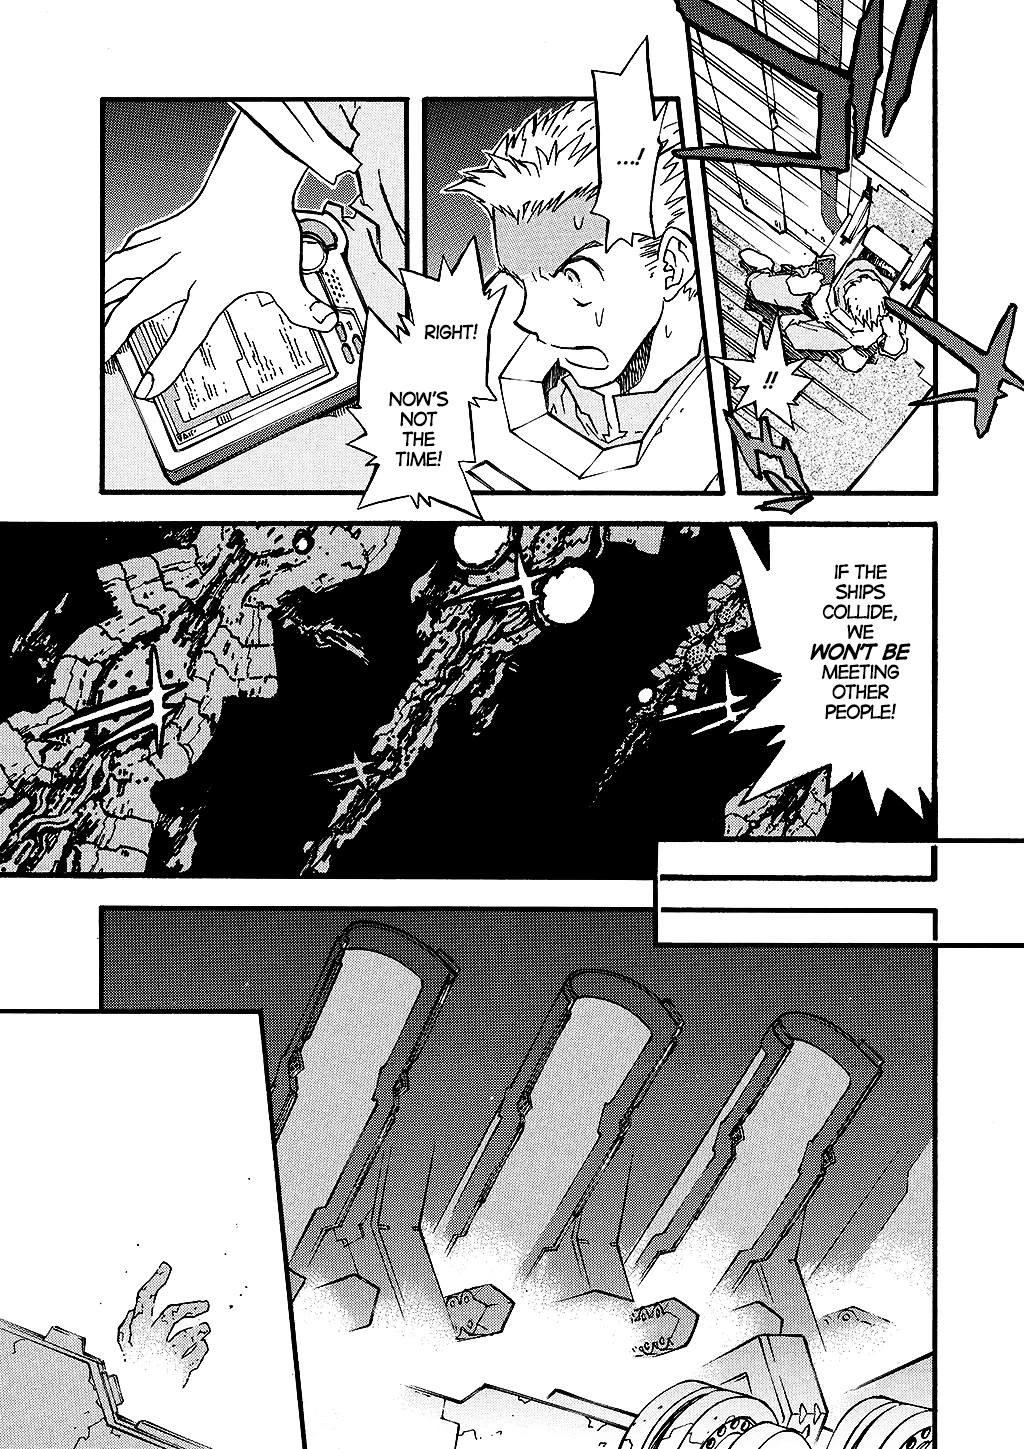 !!
...!
RIGHT!
NOW'S
NOT
THE
TIME!
IF THE
SHIPS
COLLIDE,
WE
WON'T BE
MEETING
OTHER
PEOPLE!